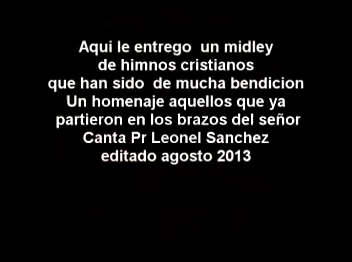 Aqui le entrego un midley
de himnos cristianos
que han sido de mucha bendicion
Un homenaje aquellos que ya
partieron en los brazos del señor
Canta Pr Leonel Sanchez
editado agosto 2013